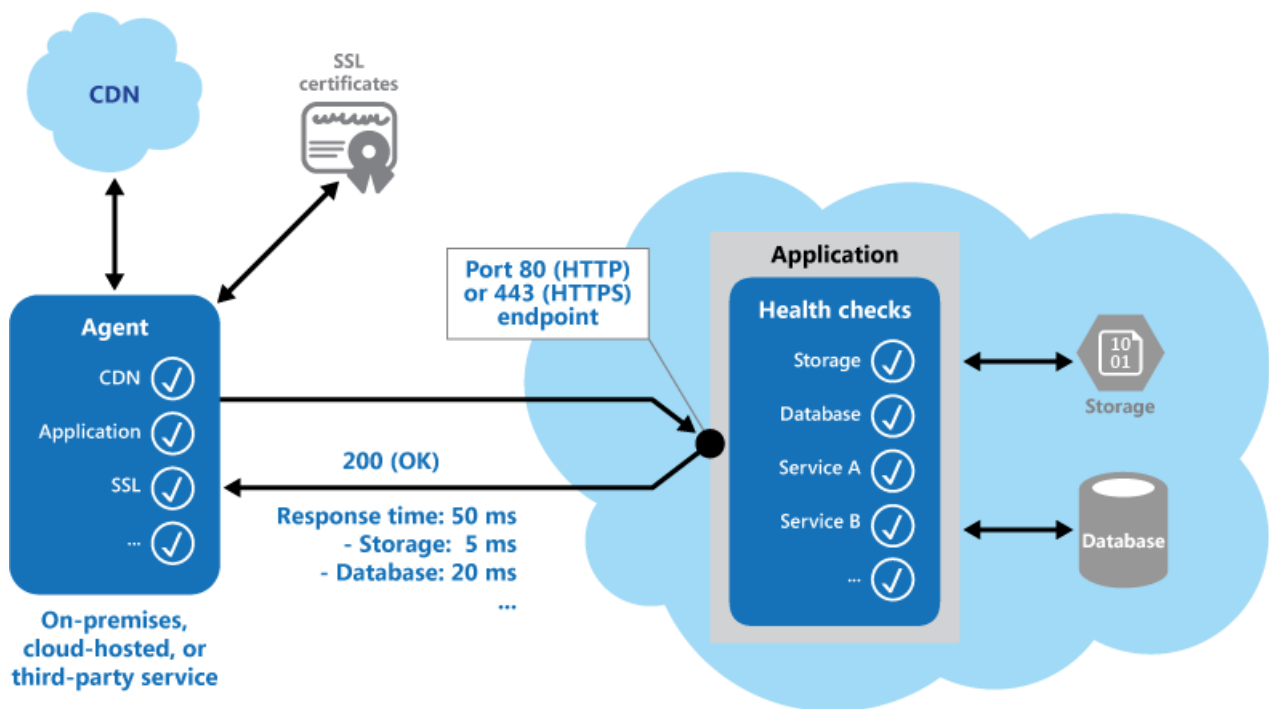 CDN
SSL
certificates
Agent
CDN
Application
SSL
...
On-premises,
cloud-hosted, or
third-party service
200 (OK)
Response time: 50 ms
- Storage: 5 ms
- Database: 20 ms
...
Port 80 (HTTP)
or 443 (HTTPS)
endpoint
Application
Health checks
Storage
Database
Service A
Service B
...
10
01
Storage
Database